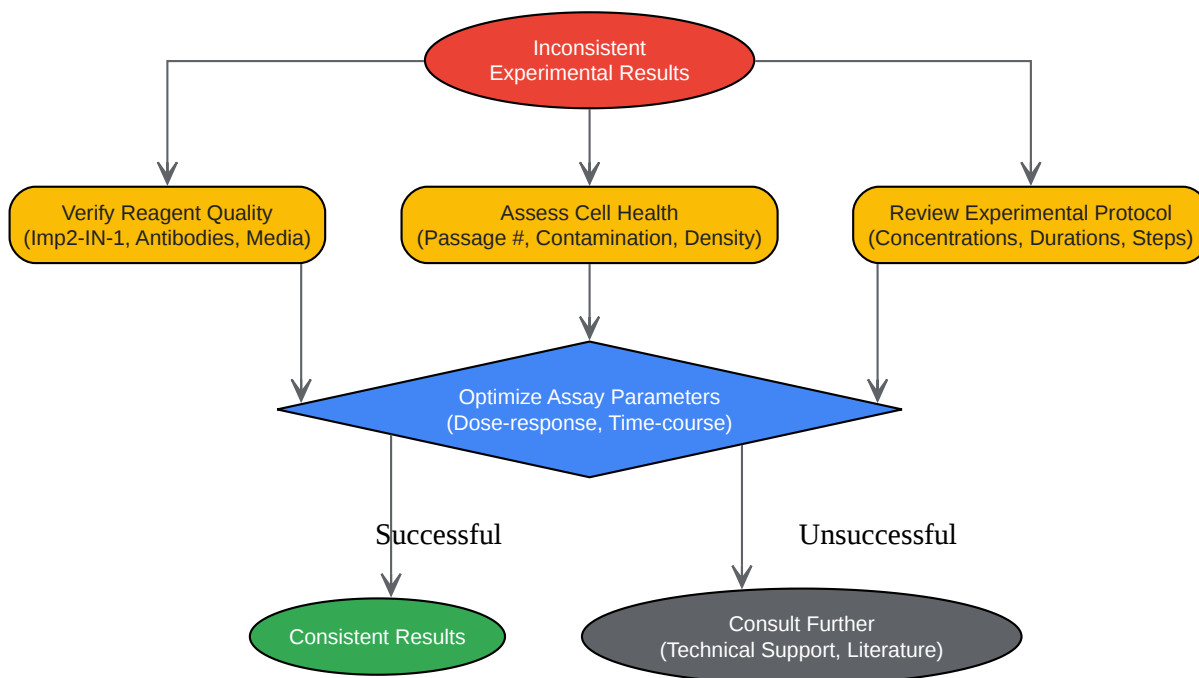 Inconsistent
Experimental Results
Verify Reagent Quality
(Imp2-IN-1, Antibodies, Media)
Assess Cell Health
(Passage #, Contamination, Density)
Review Experimental Protocol
(Concentrations, Durations, Steps)
Optimize Assay Parameters
(Dose-response, Time-course)
Successful
Unsuccessful
Consistent Results
Consult Further
(Technical Support, Literature)